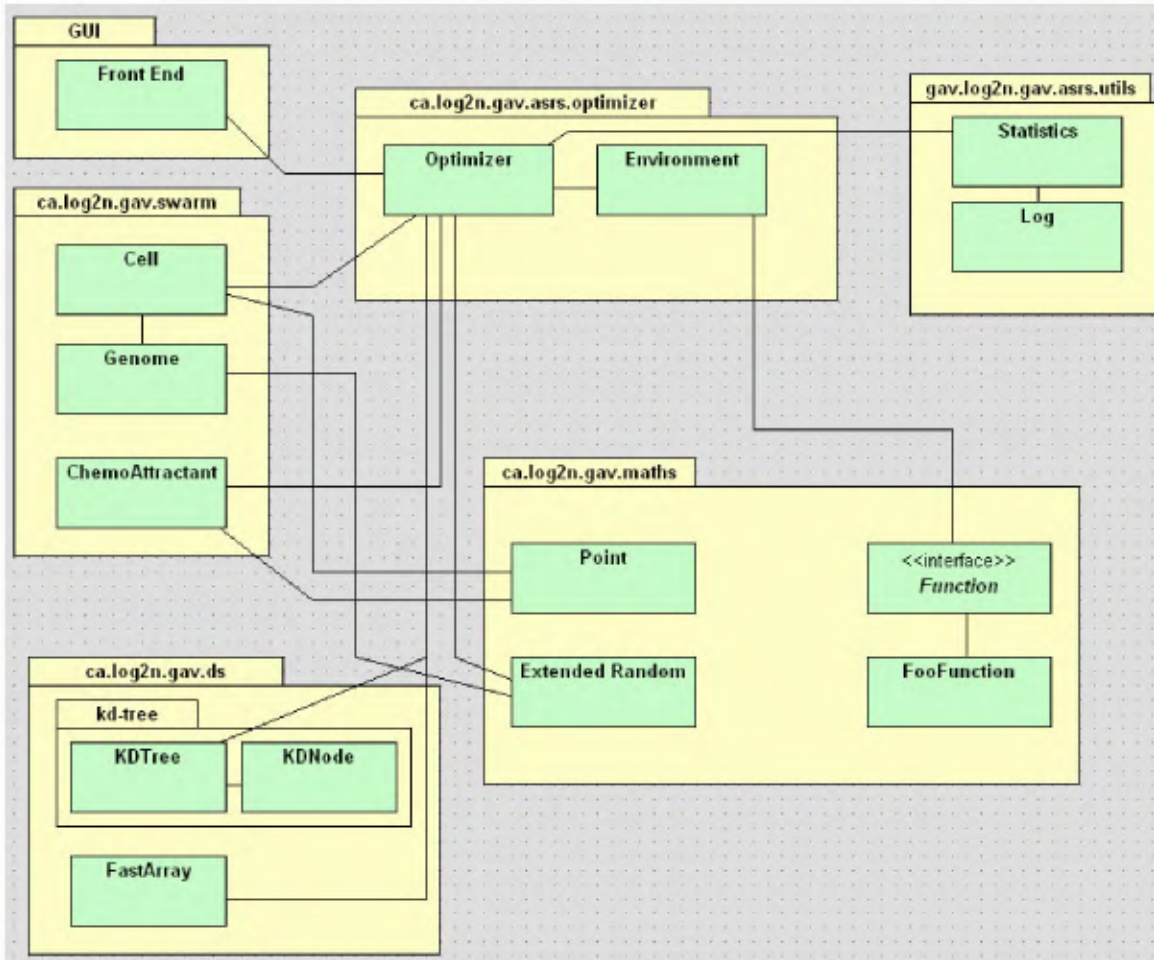 GUI
Front End
ca.log2n.gav.asrs.optimizer
Optimizer
Environment
gav.log2n.gav.asrs.utils
Statistics
Log
ca.log2n.gav.swarm
Cell
Genome
ChemoAttractant
ca.log2n.gav.maths
Point
<<interface>>
Function
Extended Random
FooFunction
ca.log2n.gav.ds
kd-tree
KDTree
KDNode
FastArray